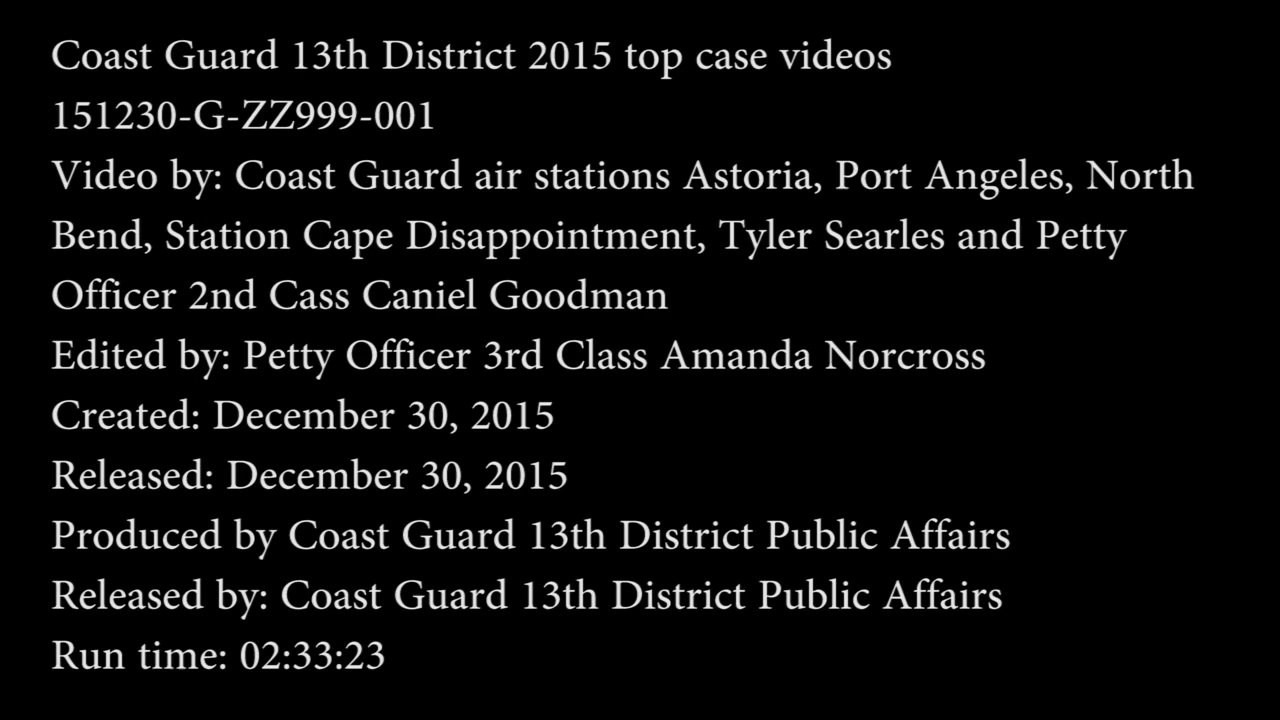 Coast Guard 13th District 2015 top case videos
151230-G-ZZ999-001
Video by: Coast Guard air stations Astoria, Port Angeles, North
Bend, Station Cape Disappointment, Tyler Searles and Petty
Officer 2nd Cass Caniel Goodman
Edited by: Petty Officer 3rd Class Amanda Norcross
Created: December 30, 2015
Released: December 30, 2015
Produced by Coast Guard 13th District Public Affairs
Released by: Coast Guard 13th District Public Affairs
Run time: 02:33:23